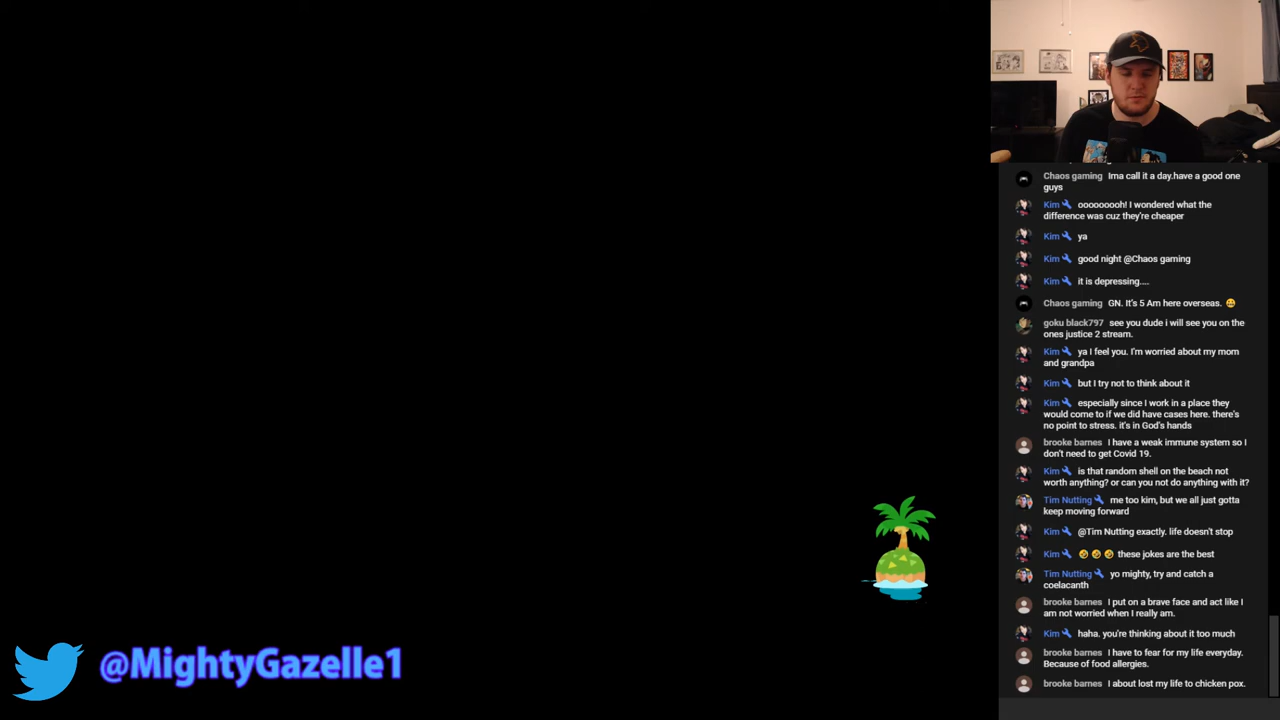 Chaos gaming Ima call it a day.have a good one
guys
Kim oooooooooh! I wondered what the
difference was cuz they're cheaper
Kim ya
Kim good night @Chaos gaming
Kim it is depressing....
Chaos gaming GN. It's 5 Am here overseas. 😀
goku black797 see you dude i will see you on the
ones justice 2 stream.
Kim ya I feel you. I'm worried about my mom
and grandpa
Kim but I try not to think about it
Kim especially since I work in a place they
would come to if we did have cases here. there's
no point to stress. it's in God's hands
brooke barnes I have a weak immune system so I
don't need to get Covid 19.
Kim is that random shell on the beach not
worth anything? or can you not do anything with it?
Tim Nutting me too kim, but we all just gotta
keep moving forward
Kim @Tim Nutting exactly. life doesn't stop
Kim 🤣 🤣 🤣 these jokes are the best
Tim Nutting yo mighty, try and catch a
coelacanth
brooke barnes I put on a brave face and act like I
am not worried when I really am.
Kim haha. you're thinking about it too much
brooke barnes I have to fear for my life everyday.
Because of food allergies.
brooke barnes I about lost my life to chicken pox.
@MightyGazelle1